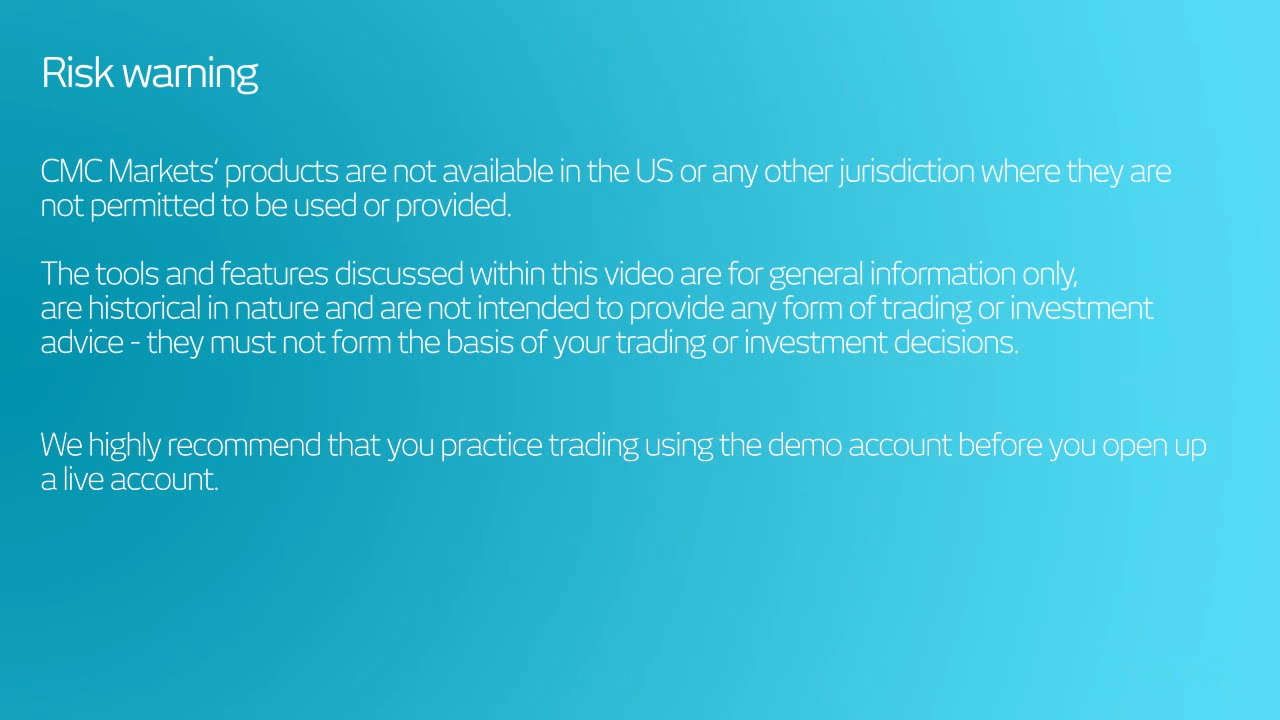 Risk warning
CMC Markets‘ products are not available in the US or any other jurisdiction where they are
not permitted to be used or provided.
The tools and features discussed within this video are for general information only,
are historical in nature and are not intended to provide any form of trading or investment
advice - they must not form the basis of your trading or investment decisions.
We highly recommend that you practice trading using the demo account before you open up
a live account.